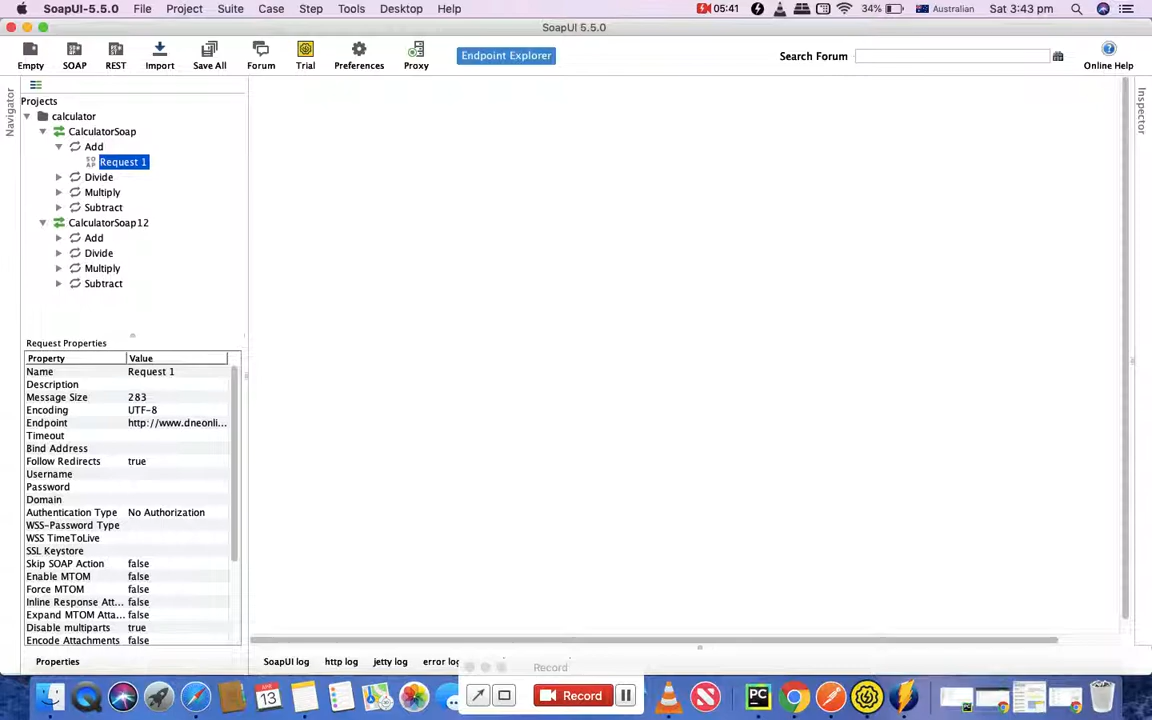 SoapUI-5.5.0 File Project Suite Case Step Tools Desktop Help 05:41 34% Australian Sat 3:43 pm
SoapUI 5.5.0
Empty SOAP REST Import Save All Forum Trial Preferences Proxy Endpoint Explorer Search Forum Online Help
Navigator
Inspector
Projects
calculator
CalculatorSoap
Add
SOAP Request 1
Divide
Multiply
Subtract
CalculatorSoap12
Add
Divide
Multiply
Subtract
Request Properties
Property Value
Name Request 1
Description
Message Size 283
Encoding UTF-8
Endpoint http://www.dneonli...
Timeout
Bind Address
Follow Redirects true
Username
Password
Domain
Authentication Type No Authorization
WSS-Password Type
WSS TimeToLive
SSL Keystore
Skip SOAP Action false
Enable MTOM false
Force MTOM false
Inline Response Att... false
Expand MTOM Atta... false
Disable multiparts true
Encode Attachments false
Properties
SoapUI log http log jetty log error log
Record
Record
APR
13
PC